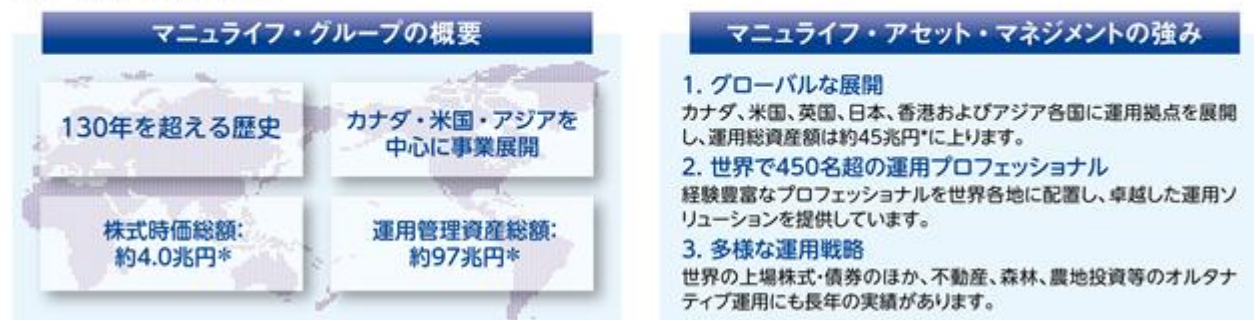 マニュライフ・グループの概要
130年を超える歴史
カナダ・米国・アジアを
中心に事業展開
株式時価総額:
約4.0兆円*
運用管理資産総額:
約97兆円*
マニュライフ・アセット・マネジメントの強み
1. グローバルな展開
カナダ、米国、英国、日本、香港およびアジア各国に運用拠点を展開
し、運用総資産額は約45兆円*に上ります。
2. 世界で450名超の運用プロフェッショナル
経験豊富なプロフェッショナルを世界各地に配置し、卓越した運用ソ
リューションを提供しています。
3. 多様な運用戦略
世界の上場株式・債券のほか、不動産、森林、農地投資等のオルタナ
ティブ運用にも長年の実績があります。